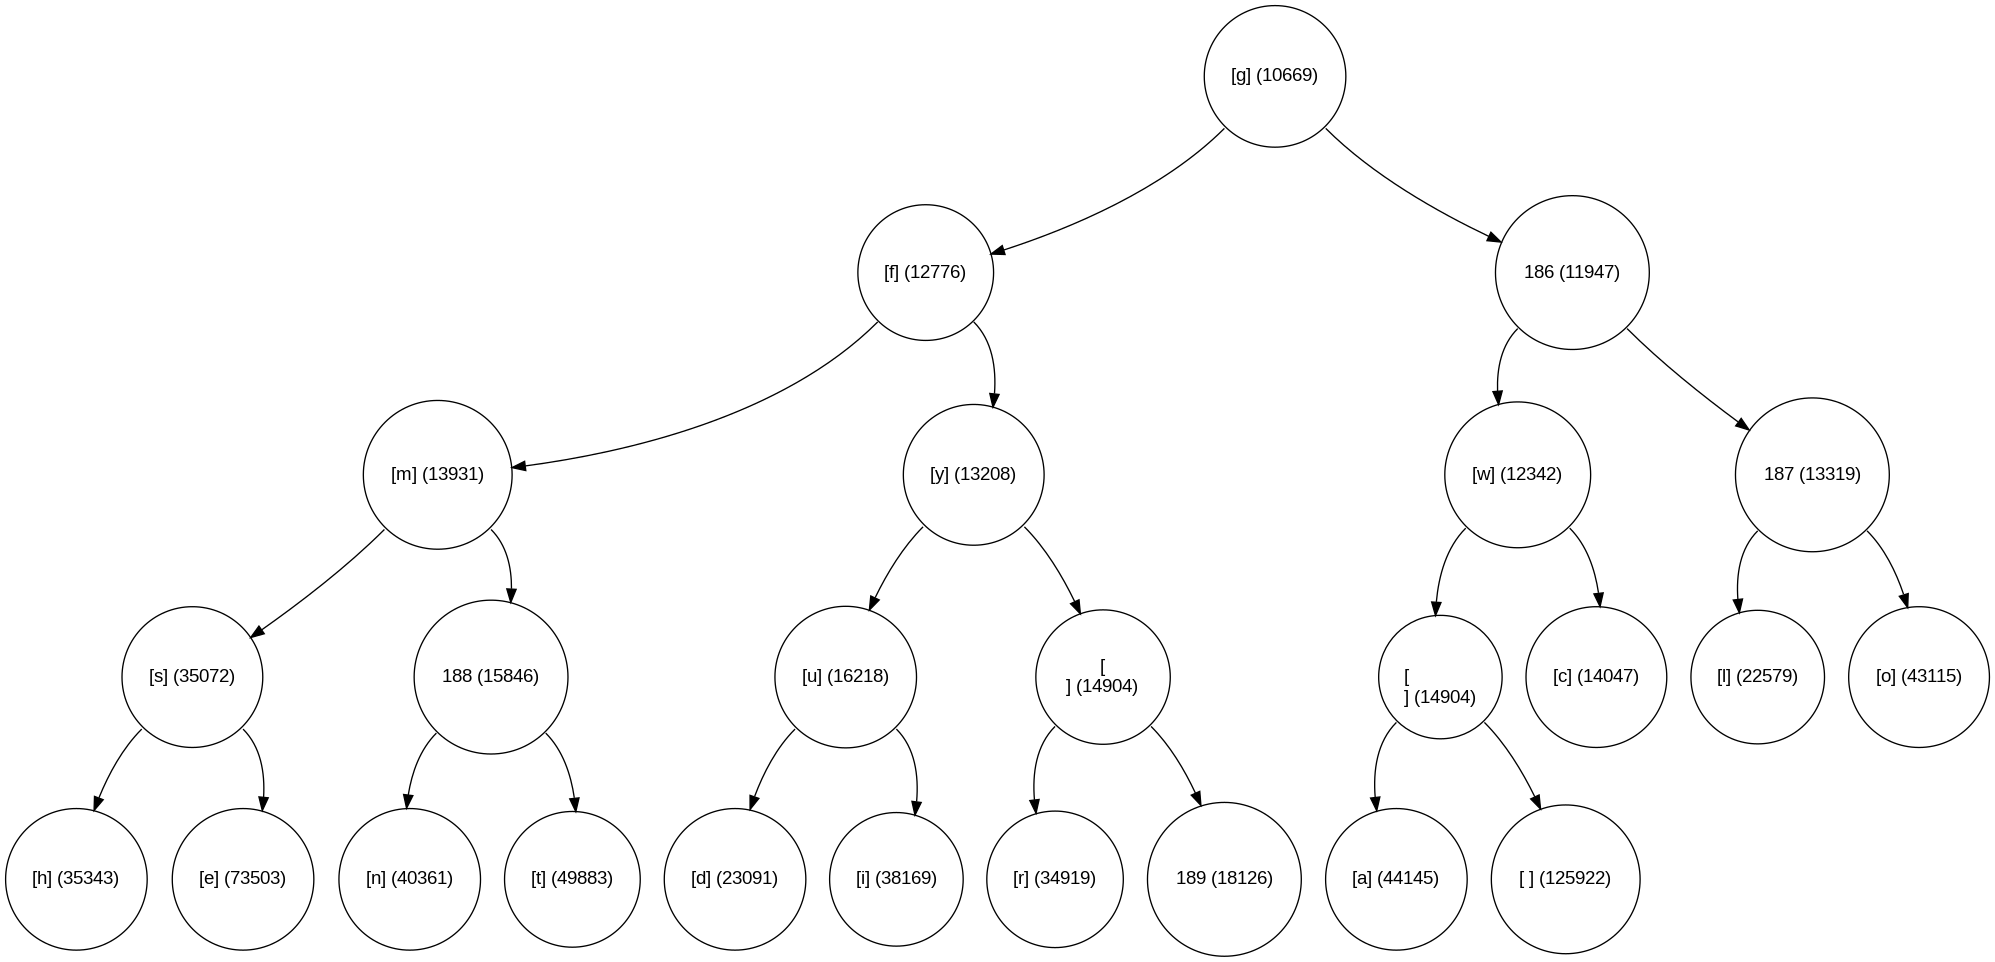 [g] (10669)
[f] (12776)
186 (11947)
[m] (13931)
[y] (13208)
[w] (12342)
187 (13319)
[s] (35072)
188 (15846)
[u] (16218)
[
] (14904)
[
] (14904)
[c] (14047)
[l] (22579)
[o] (43115)
[h] (35343)
[e] (73503)
[n] (40361)
[t] (49883)
[d] (23091)
[i] (38169)
[r] (34919)
189 (18126)
[a] (44145)
[ ] (125922)